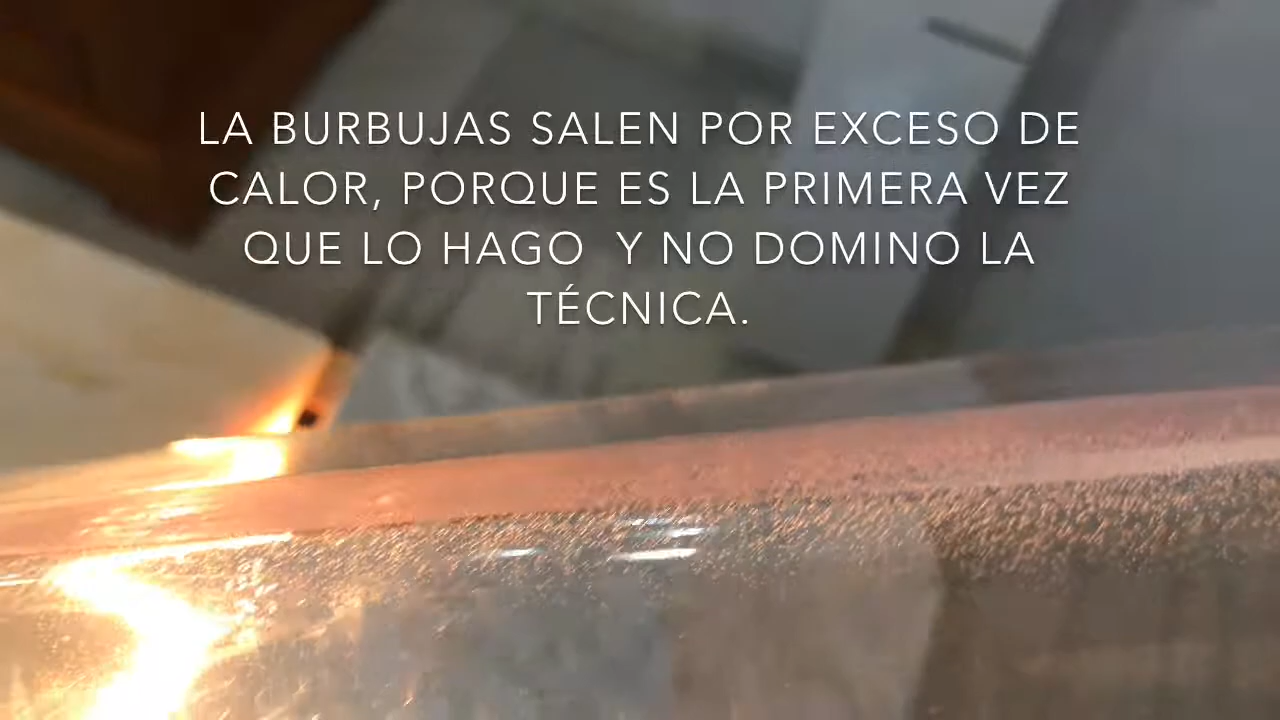 LA BURBUJAS SALEN POR EXCESO DE
CALOR, PORQUE ES LA PRIMERA VEZ
QUE LO HAGO  Y NO DOMINO LA
TÉCNICA.